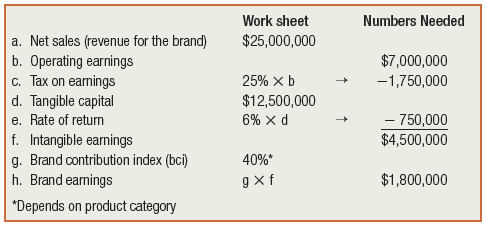 Work sheet Numbers Needed
a. Net sales (revenue for the brand) $25,000,000
b. Operating earnings $7,000,000
c. Tax on earnings 25% × b → −1,750,000
d. Tangible capital $12,500,000
e. Rate of return 6% × d → − 750,000
f. Intangible earnings $4,500,000
g. Brand contribution index (bci) 40%*
h. Brand earnings g × f $1,800,000
*Depends on product category